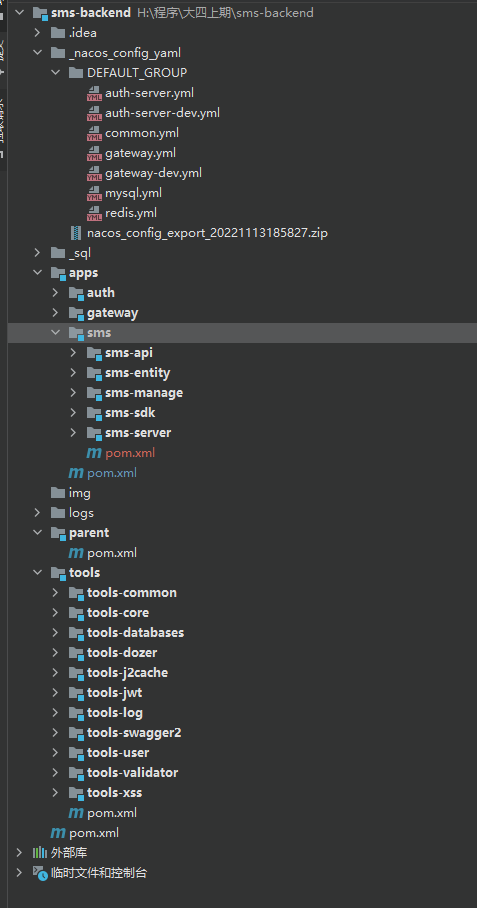 sms-backend H:\程序\大四上期\sms-backend
.idea
_nacos_config_yaml
DEFAULT_GROUP
auth-server.yml
auth-server-dev.yml
common.yml
gateway.yml
gateway-dev.yml
mysql.yml
redis.yml
nacos_config_export_20221113185827.zip
_sql
apps
auth
gateway
sms
sms-api
sms-entity
sms-manage
sms-sdk
sms-server
pom.xml
pom.xml
img
logs
parent
pom.xml
tools
tools-common
tools-core
tools-databases
tools-dozer
tools-j2cache
tools-jwt
tools-log
tools-swagger2
tools-user
tools-validator
tools-xss
pom.xml
pom.xml
外部库
临时文件和控制台